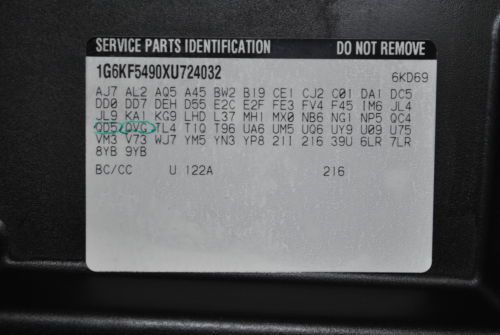 SERVICE PARTS IDENTIFICATION DO NOT REMOVE
1G6KF5490XU724032 6KD69
AJ7 AL2 AQ5 A45 BW2 B19 CE1 CJ2 C01 DA1 DC5
DD0 DD7 DEH D55 E2C E2F FE3 FV4 F45 IM6 JL4
JL9 KA1 KG9 LHD L37 MH1 MX0 NB6 NG1 NP5 QC4
QD5 QVG TL4 T1Q T96 UA6 UM5 UQ6 UY9 U09 U75
VM3 V73 WJ7 YM5 YN3 YP8 21I 216 39U 6LR 7LR
8YB 9YB
BC/CC U 122A 216